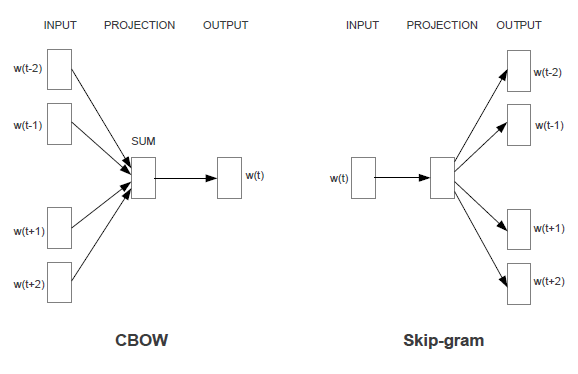 INPUT PROJECTION OUTPUT
w(t-2)
w(t-1)
SUM
w(t)
w(t+1)
w(t+2)
CBOW
INPUT PROJECTION OUTPUT
w(t-2)
w(t-1)
w(t)
w(t+1)
w(t+2)
Skip-gram